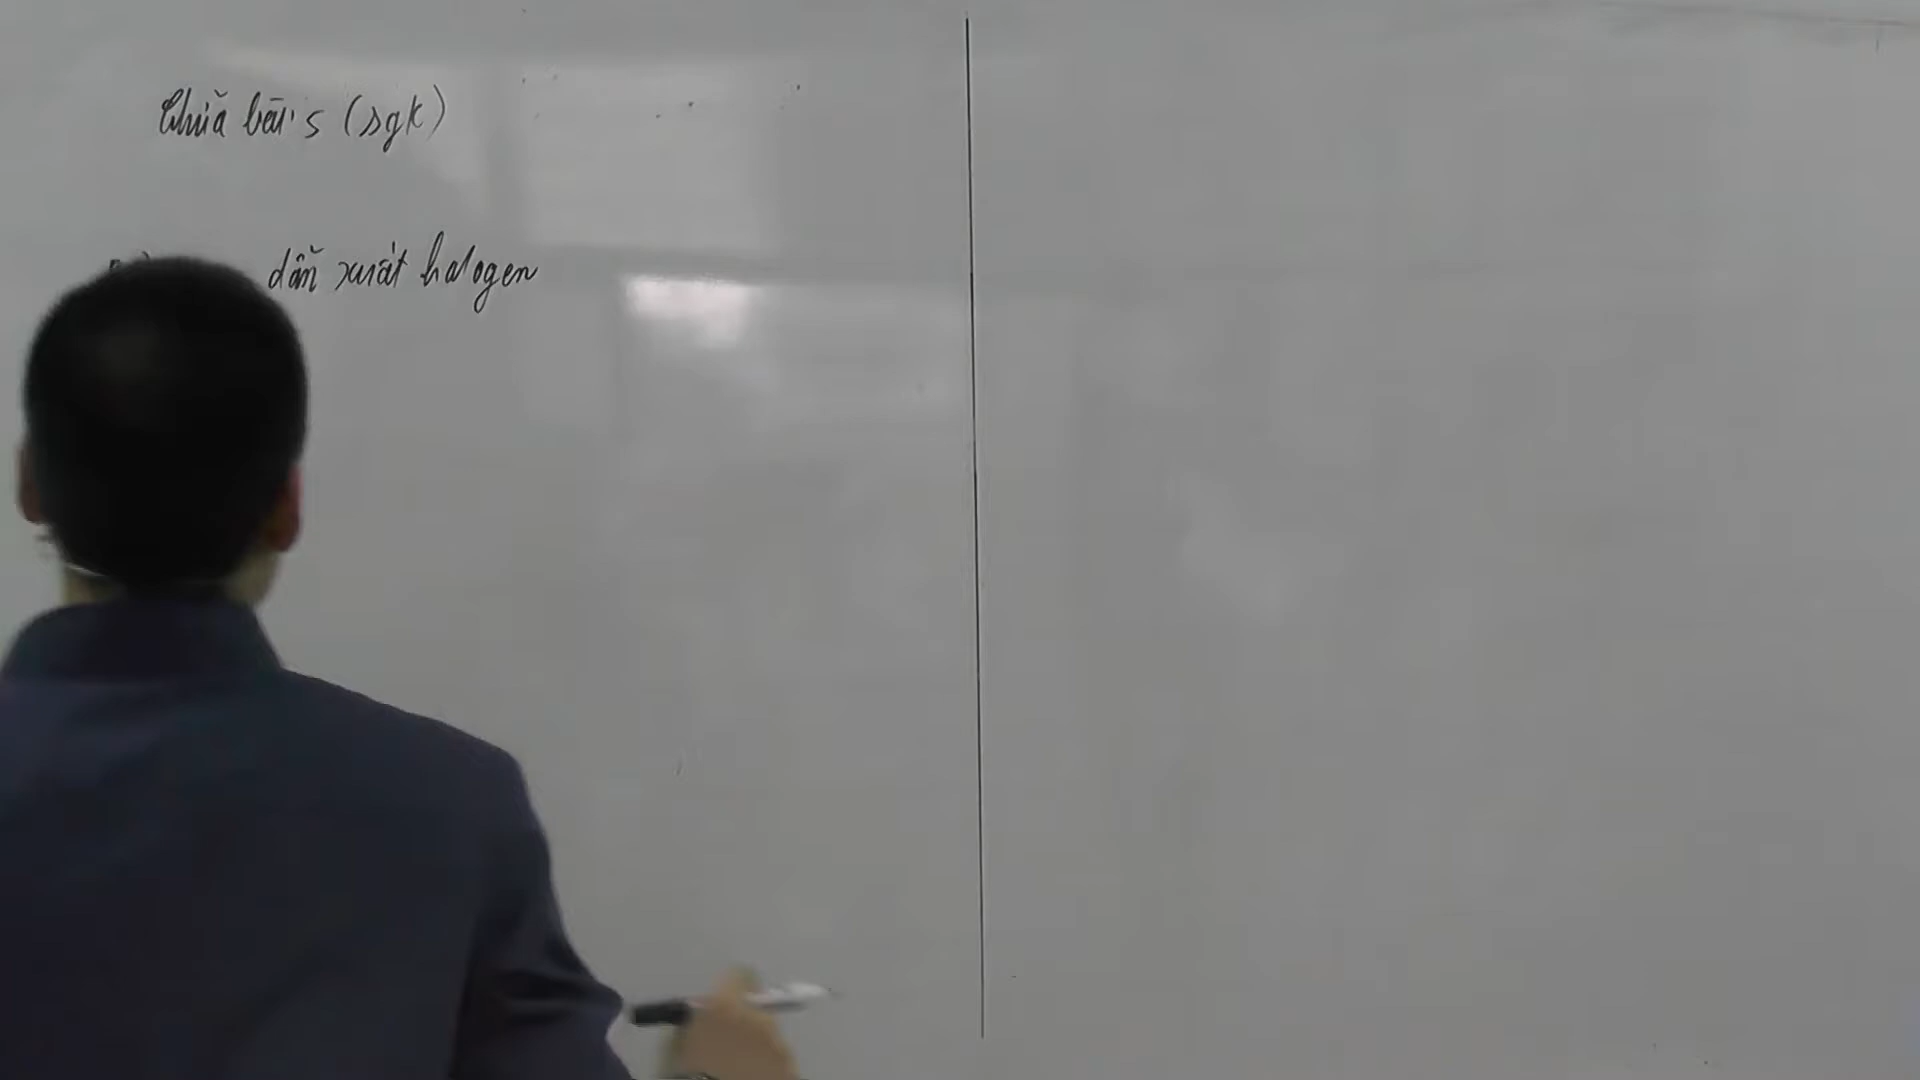 Chữa bài 5 (sgk)
dẫn xuất halogen